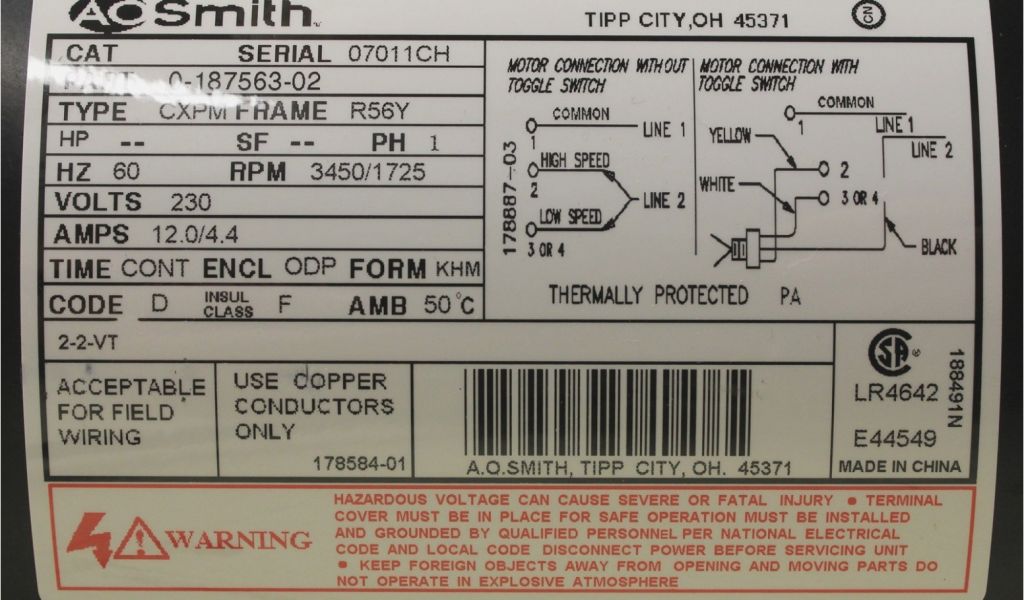 AO Smith
TIPP CITY, OH 45371
CAT SERIAL 07011CH
PART 0-187563-02
TYPE CXPM FRAME R56Y
HP -- SF -- PH 1
HZ 60 RPM 3450/1725
VOLTS 230
AMPS 12.0/4.4
TIME CONT ENCL ODP FORM KHM
CODE D INSUL CLASS F AMB 50°C
178887-03
MOTOR CONNECTION WITHOUT
TOGGLE SWITCH
COMMON
1
LINE 1
HIGH SPEED
2
LINE 2
LOW SPEED
3 OR 4
MOTOR CONNECTION WITH
TOGGLE SWITCH
COMMON
1
LINE 1
YELLOW
LINE 2
2
WHITE
3 OR 4
BLACK
THERMALLY PROTECTED PA
2-2-VT
ACCEPTABLE
FOR FIELD
WIRING
USE COPPER
CONDUCTORS
ONLY
178584-01
A.O.SMITH, TIPP CITY, OH. 45371
SA ®
LR4642
E44549
MADE IN CHINA
188491N
WARNING
HAZARDOUS VOLTAGE CAN CAUSE SEVERE OR FATAL INJURY • TERMINAL
COVER MUST BE IN PLACE FOR SAFE OPERATION MUST BE INSTALLED
AND GROUNDED BY QUALIFIED PERSONNEL PER NATIONAL ELECTRICAL
CODE AND LOCAL CODE DISCONNECT POWER BEFORE SERVICING UNIT
• KEEP FOREIGN OBJECTS AWAY FROM OPENING AND MOVING PARTS DO
NOT OPERATE IN EXPLOSIVE ATMOSPHERE